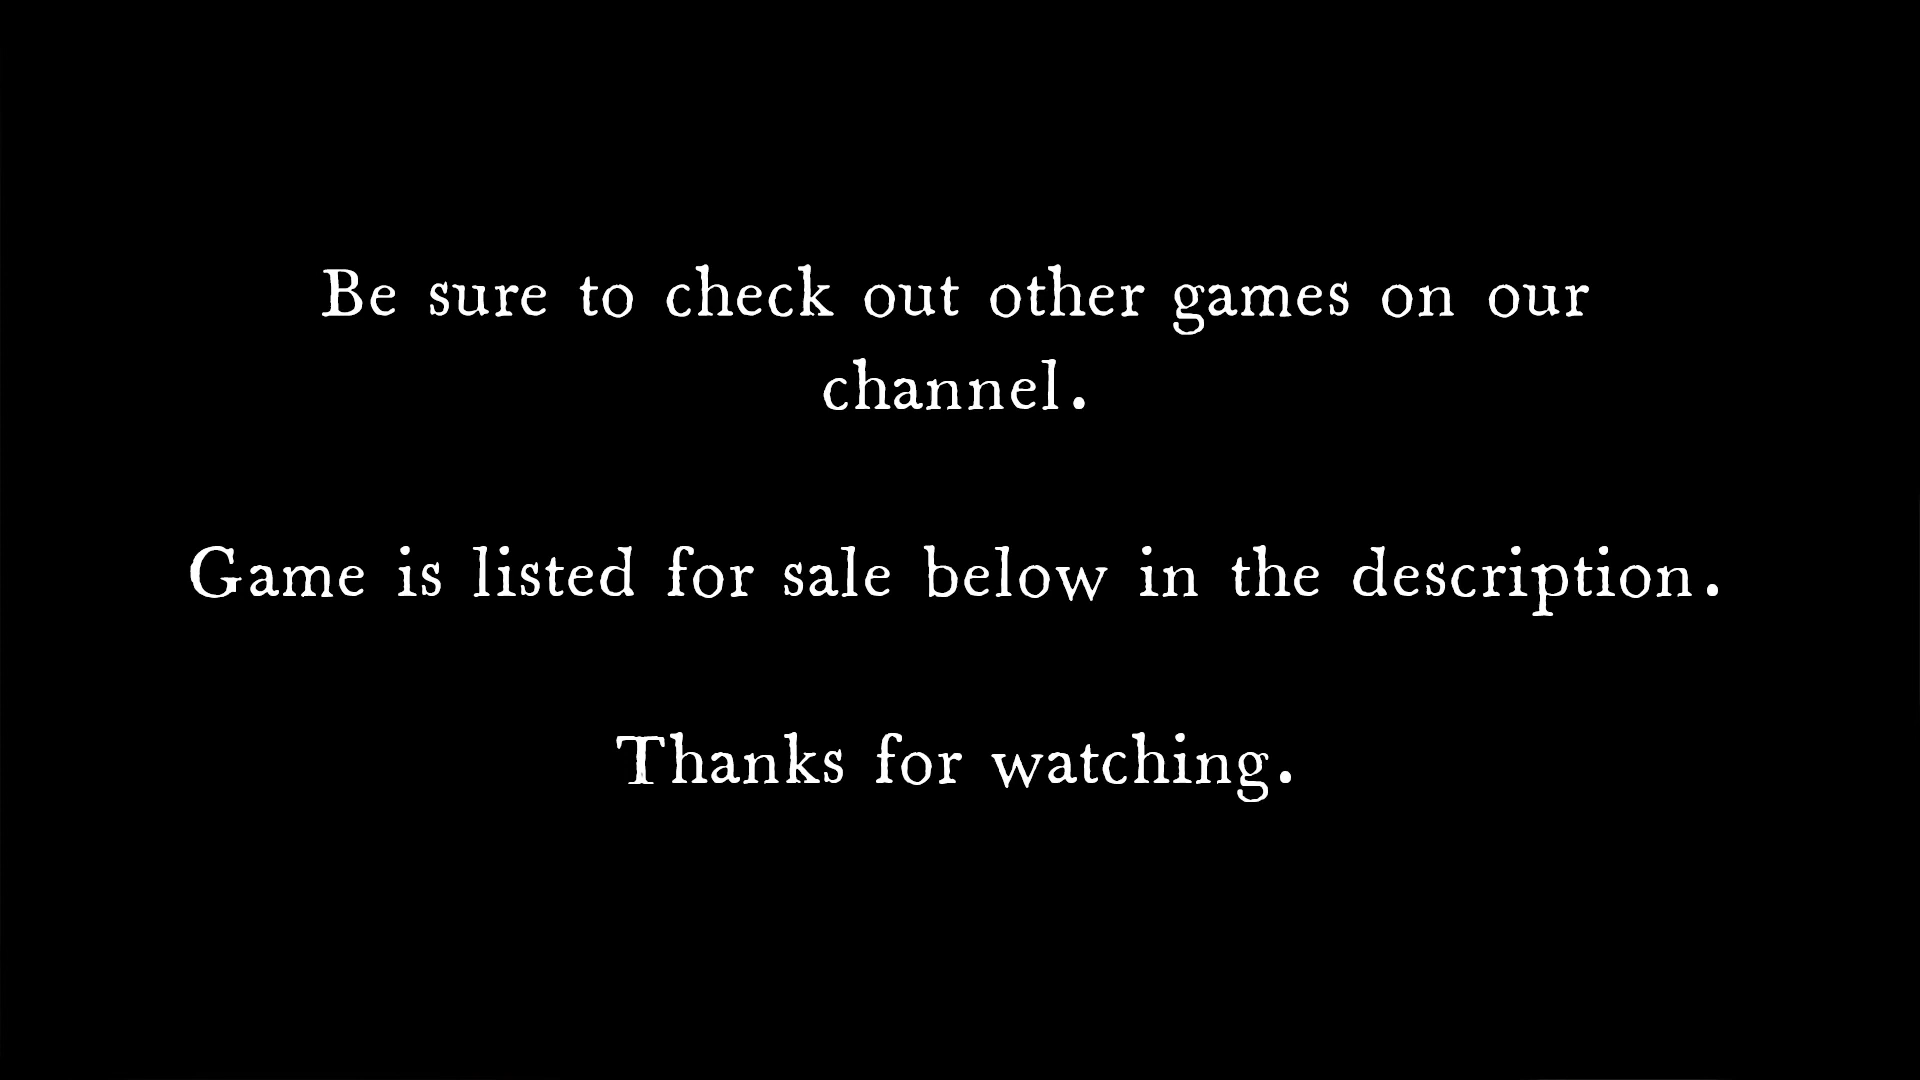 Be sure to check out other games on our
channel.
Game is listed for sale below in the description.
Thanks for watching.